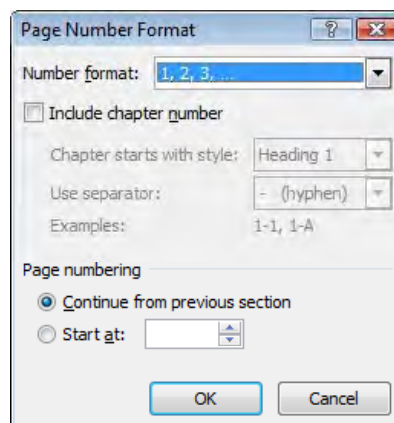 Page Number Format
Number format: 1, 2, 3, ...
Include chapter number
Chapter starts with style: Heading 1
Use separator: - (hyphen)
Examples: 1-1, 1-A
Page numbering
Continue from previous section
Start at:
OK Cancel